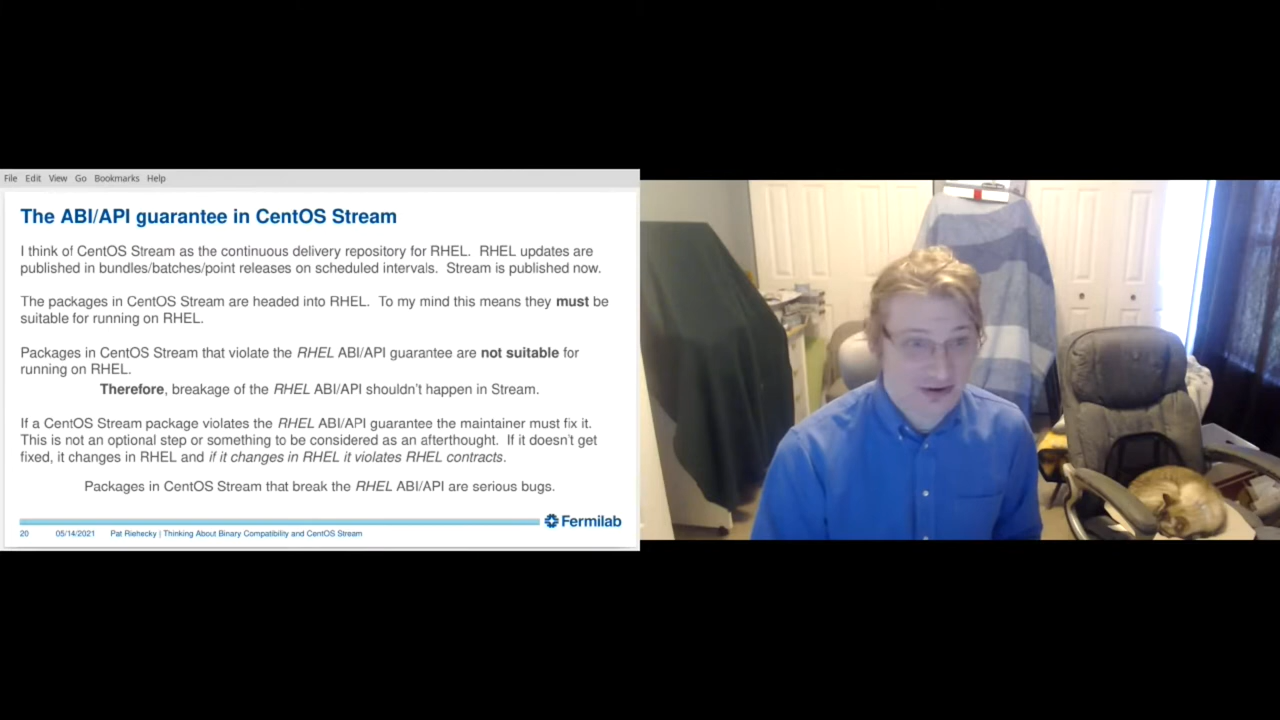 File Edit View Go Bookmarks Help
The ABI/API guarantee in CentOS Stream
I think of CentOS Stream as the continuous delivery repository for RHEL. RHEL updates are
published in bundles/batches/point releases on scheduled intervals. Stream is published now.
The packages in CentOS Stream are headed into RHEL. To my mind this means they must be
suitable for running on RHEL.
Packages in CentOS Stream that violate the RHEL ABI/API guarantee are not suitable for
running on RHEL.
Therefore, breakage of the RHEL ABI/API shouldn't happen in Stream.
If a CentOS Stream package violates the RHEL ABI/API guarantee the maintainer must fix it.
This is not an optional step or something to be considered as an afterthought. If it doesn't get
fixed, it changes in RHEL and if it changes in RHEL it violates RHEL contracts.
Packages in CentOS Stream that break the RHEL ABI/API are serious bugs.
Fermilab
20 05/14/2021 Pat Riehecky | Thinking About Binary Compatibility and CentOS Stream